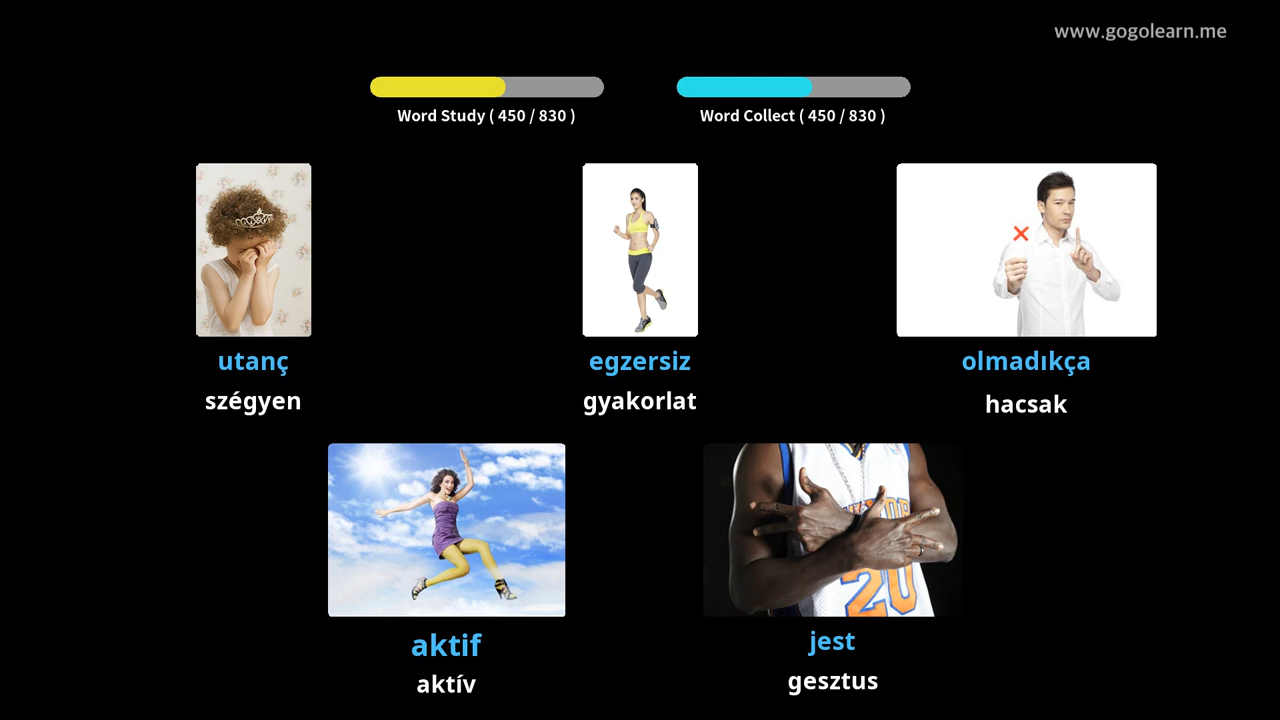 www.gogolearn.me
Word Study ( 450 / 830 )
Word Collect ( 450 / 830 )
utanç
szégyen
egzersiz
gyakorlat
olmadıkça
hacsak
20
aktif
aktív
jest
gesztus